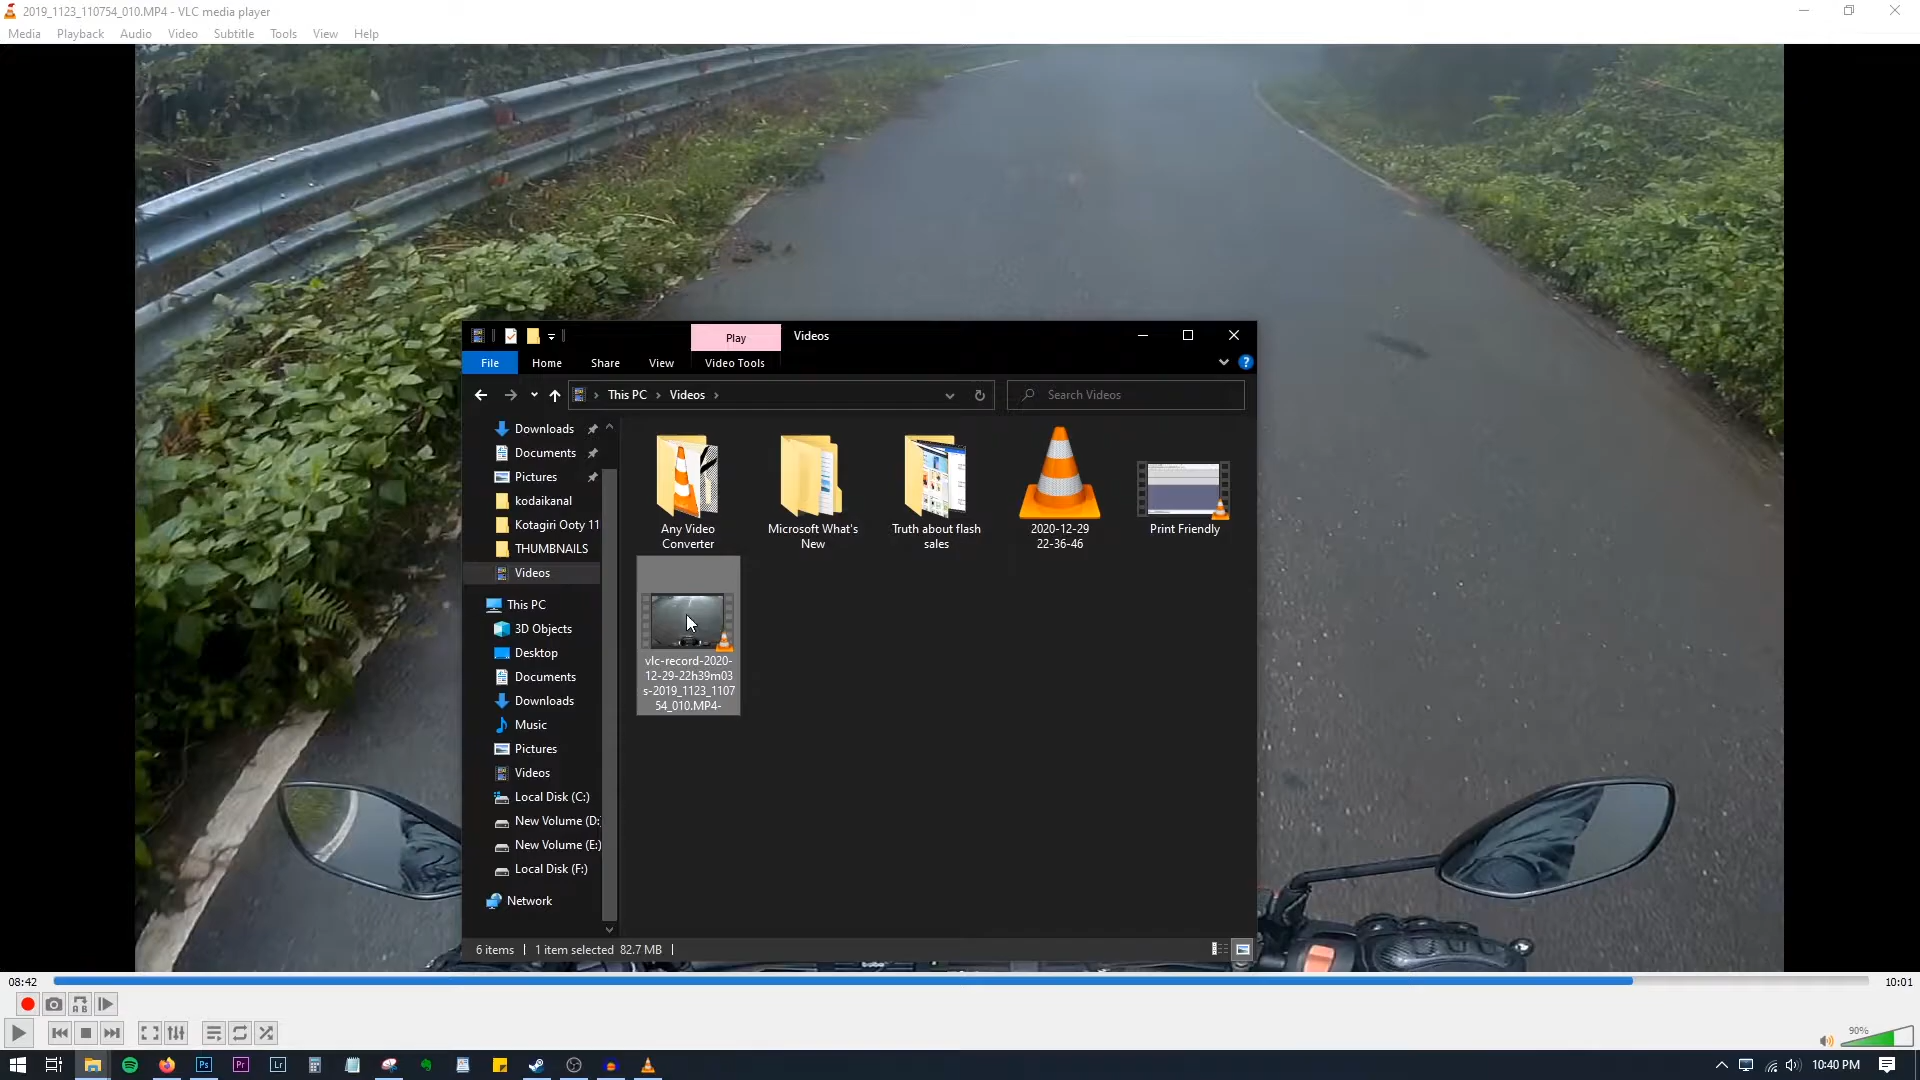 2019_1123_110754_010.MP4 - VLC media player
Media Playback Audio Video Subtitle Tools View Help
Play Videos
File Home Share View Video Tools
This PC Videos
Search Videos
Downloads
Documents
Pictures
kodaikanal
Kotagiri Ooty 11
THUMBNAILS
Videos
This PC
3D Objects
Desktop
Documents
Downloads
Music
Pictures
Videos
Local Disk (C:)
New Volume (D:
New Volume (E:)
Local Disk (F:)
Network
Any Video
Converter
Microsoft What's
New
Truth about flash
sales
2020-12-29
22-36-46
Print Friendly
vlc-record-2020-
12-29-22h39m03
s-2019_1123_1107
54_010.MP4-
6 items 1 item selected 82.7 MB
08:42
10:01
90%
Ps Pr Lr
10:40 PM